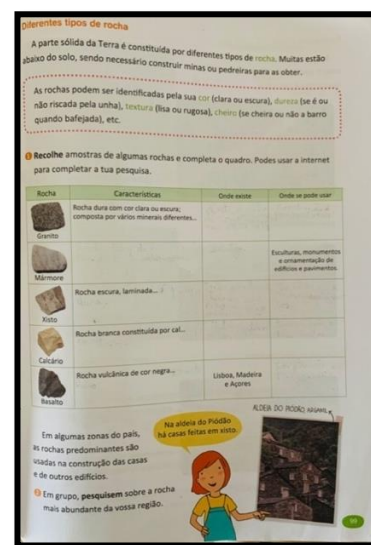 Diferentes tipos de rocha
A parte sólida da Terra é constituída por diferentes tipos de rocha. Muitas estão
abaixo do solo, sendo necessário construir minas ou pedreiras para as obter.
As rochas podem ser identificadas pela sua cor (clara ou escura), dureza (se é ou
não riscada pela unha), textura (lisa ou rugosa), cheiro (se cheira ou não a barro
quando bafejada), etc.
1 Recolhe amostras de algumas rochas e completa o quadro. Podes usar a internet
para completar a tua pesquisa.
Rocha Características Onde existe Onde se pode usar
Rocha dura com cor clara ou escura;
composta por vários minerais diferentes...
Granito
Esculturas, monumentos
e ornamentação de
edifícios e pavimentos.
Mármore
Rocha escura, laminada...
Xisto
Rocha branca constituída por cal...
Calcário
Rocha vulcânica de cor negra...
Lisboa, Madeira
e Açores
Basalto
ALDEIA DO PIÓDÃO, ARGANIL
Na aldeia do Piódão
há casas feitas em xisto.
Em algumas zonas do país,
as rochas predominantes são
usadas na construção das casas
e de outros edifícios.
2 Em grupo, pesquisem sobre a rocha
mais abundante da vossa região.